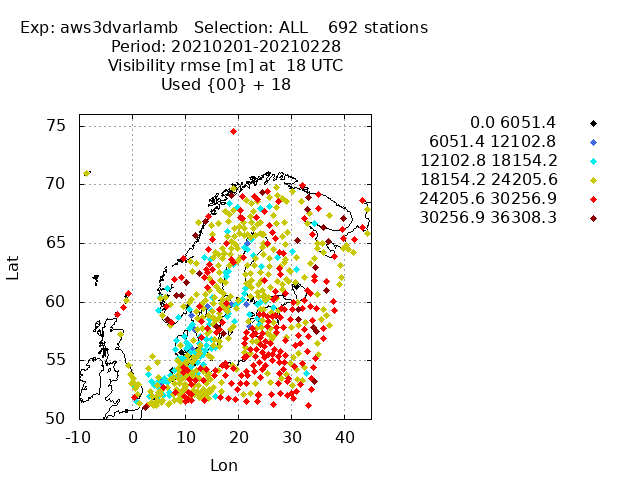 Exp: aws3dvarlamb   Selection: ALL    692 stations
Period: 20210201-20210228
Visibility rmse [m] at  18 UTC
Used {00} + 18
0.0 6051.4
6051.4 12102.8
12102.8 18154.2
18154.2 24205.6
24205.6 30256.9
30256.9 36308.3
75
70
65
60
55
50
Lat
-10 0 10 20 30 40
Lon